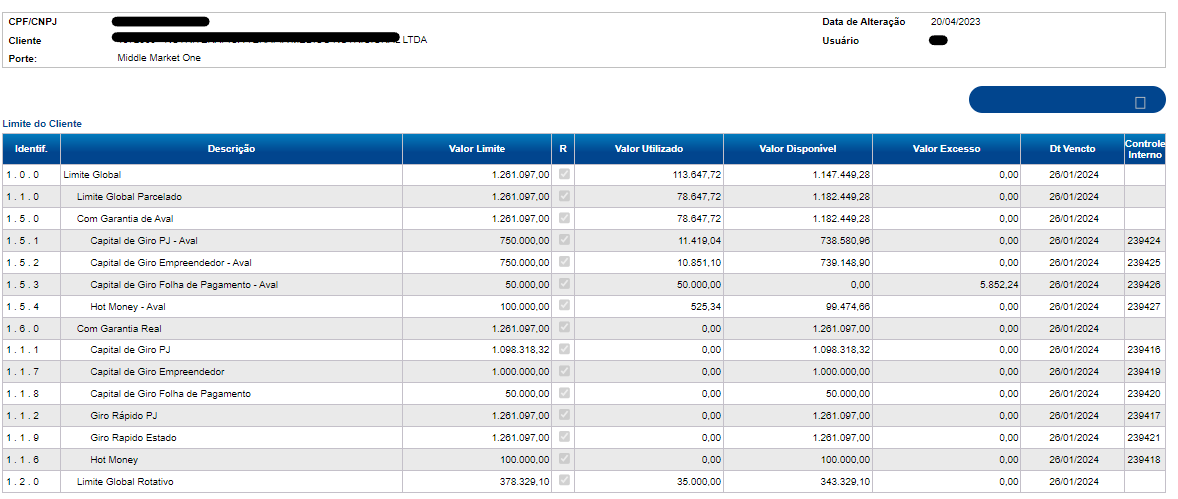 CPF/CNPJ Data de Alteração 20/04/2023
Cliente LTDA Usuário
Porte: Middle Market One
Limite do Cliente
Identif. Descrição Valor Limite R Valor Utilizado Valor Disponível Valor Excesso Dt Vencto Controle Interno
1 . 0 . 0 Limite Global 1.261.097,00 113.647,72 1.147.449,28 0,00 26/01/2024
1 . 1 . 0 Limite Global Parcelado 1.261.097,00 78.647,72 1.182.449,28 0,00 26/01/2024
1 . 5 . 0 Com Garantia de Aval 1.261.097,00 78.647,72 1.182.449,28 0,00 26/01/2024
1 . 5 . 1 Capital de Giro PJ - Aval 750.000,00 11.419,04 738.580,96 0,00 26/01/2024 239424
1 . 5 . 2 Capital de Giro Empreendedor - Aval 750.000,00 10.851,10 739.148,90 0,00 26/01/2024 239425
1 . 5 . 3 Capital de Giro Folha de Pagamento - Aval 50.000,00 50.000,00 0,00 5.852,24 26/01/2024 239426
1 . 5 . 4 Hot Money - Aval 100.000,00 525,34 99.474,66 0,00 26/01/2024 239427
1 . 6 . 0 Com Garantia Real 1.261.097,00 0,00 1.261.097,00 0,00 26/01/2024
1 . 1 . 1 Capital de Giro PJ 1.098.318,32 0,00 1.098.318,32 0,00 26/01/2024 239416
1 . 1 . 7 Capital de Giro Empreendedor 1.000.000,00 0,00 1.000.000,00 0,00 26/01/2024 239419
1 . 1 . 8 Capital de Giro Folha de Pagamento 50.000,00 0,00 50.000,00 0,00 26/01/2024 239420
1 . 1 . 2 Giro Rápido PJ 1.261.097,00 0,00 1.261.097,00 0,00 26/01/2024 239417
1 . 1 . 9 Giro Rapido Estado 1.261.097,00 0,00 1.261.097,00 0,00 26/01/2024 239421
1 . 1 . 6 Hot Money 100.000,00 0,00 100.000,00 0,00 26/01/2024 239418
1 . 2 . 0 Limite Global Rotativo 378.329,10 35.000,00 343.329,10 0,00 26/01/2024